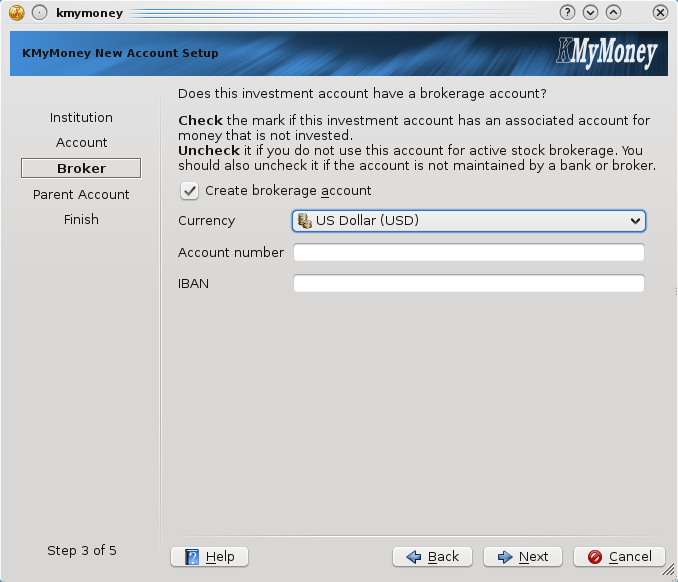 kmymoney
KMyMoney New Account Setup
KMyMoney
Institution
Account
Broker
Parent Account
Finish
Does this investment account have a brokerage account?
Check the mark if this investment account has an associated account for
money that is not invested.
Uncheck it if you do not use this account for active stock brokerage. You
should also uncheck it if the account is not maintained by a bank or broker.
Create brokerage account
Currency US Dollar (USD)
Account number
IBAN
Step 3 of 5
Help Back Next Cancel